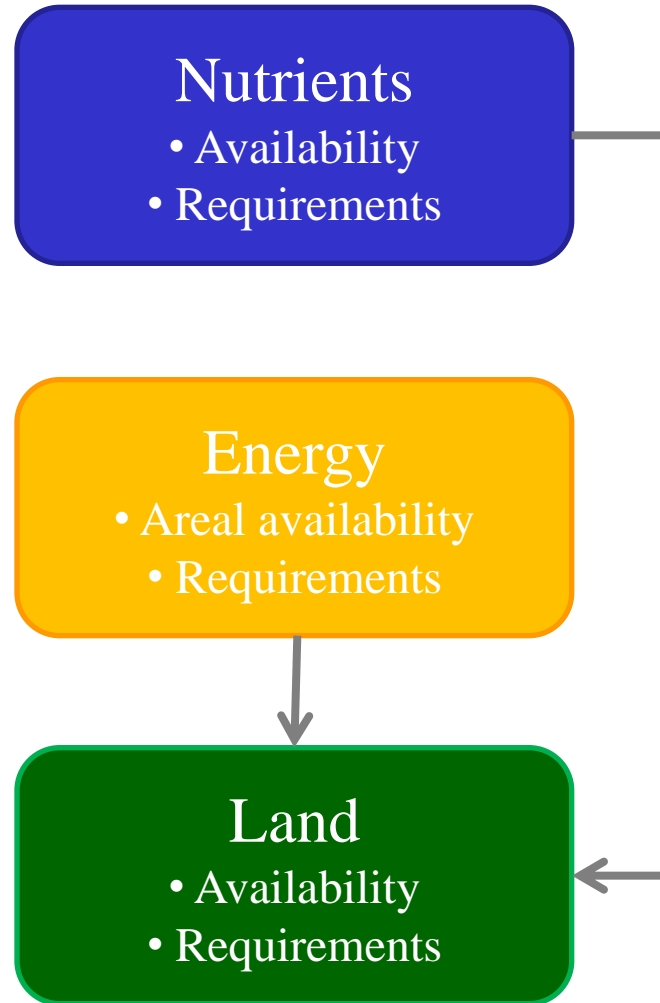 Nutrients
• Availability
• Requirements
Energy
• Areal availability
• Requirements
Land
• Availability
• Requirements